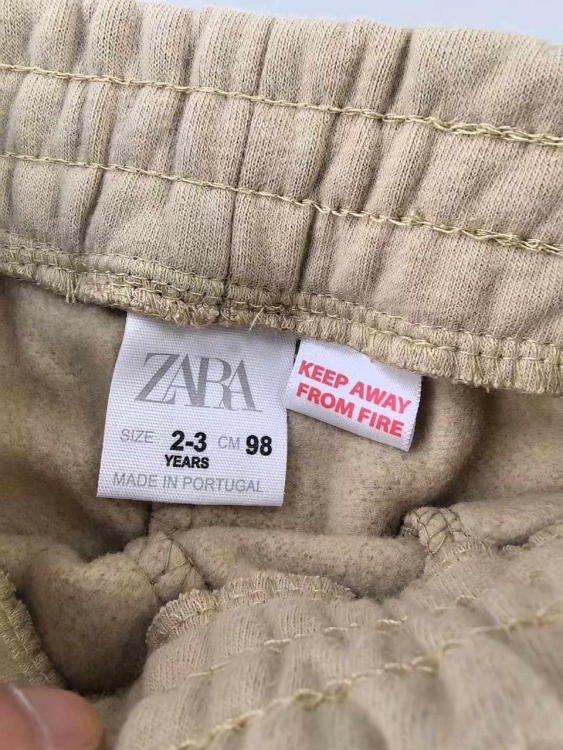 ZARA
SIZE 2-3 CM 98
YEARS
MADE IN PORTUGAL
KEEP AWAY
FROM FIRE